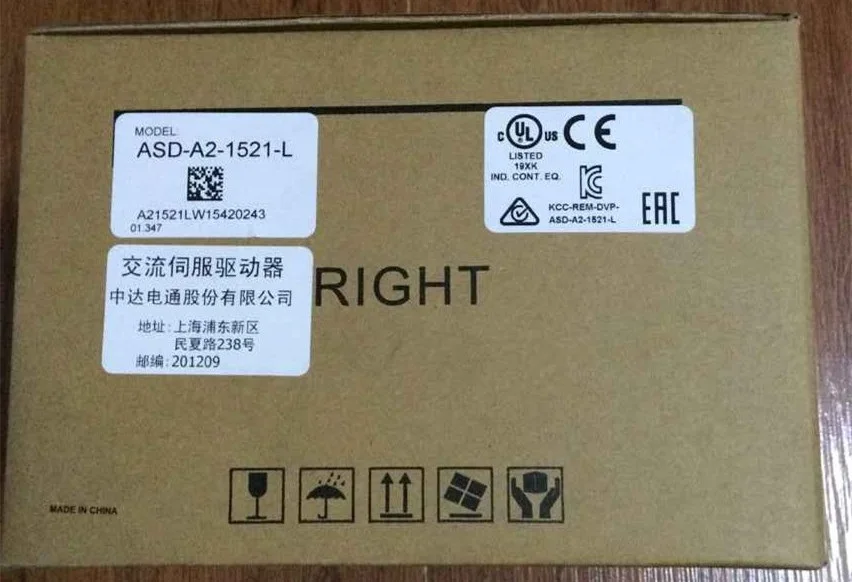 MODEL:
ASD-A2-1521-L
A21521LW15420243
01.347
C UL US CE
LISTED
19XK
IND. CONT. EQ.
KCC-REM-DVP-
ASD-A2-1521-L
EAC
交流伺服驱动器
中达电通股份有限公司
地址:上海浦东新区
民夏路238号
邮编:201209
RIGHT
MADE IN CHINA